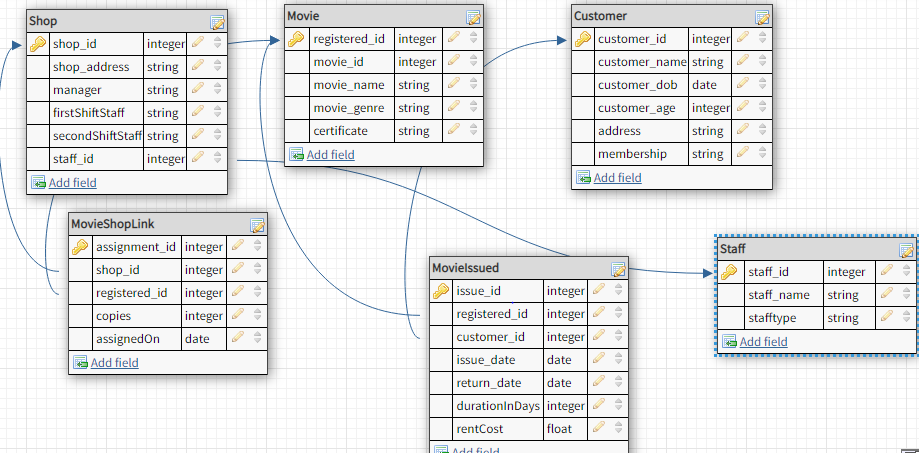 Shop
shop_id integer
shop_address string
manager string
firstShiftStaff string
secondShiftStaff string
staff_id integer
Add field
Movie
registered_id integer
movie_id integer
movie_name string
movie_genre string
certificate string
Add field
Customer
customer_id integer
customer_name string
customer_dob date
customer_age integer
address string
membership string
Add field
MovieShopLink
assignment_id integer
shop_id integer
registered_id integer
copies integer
assignedOn date
Add field
MovieIssued
issue_id integer
registered_id integer
customer_id integer
issue_date date
return_date date
durationInDays integer
rentCost float
Add field
Staff
staff_id integer
staff_name string
stafftype string
Add field